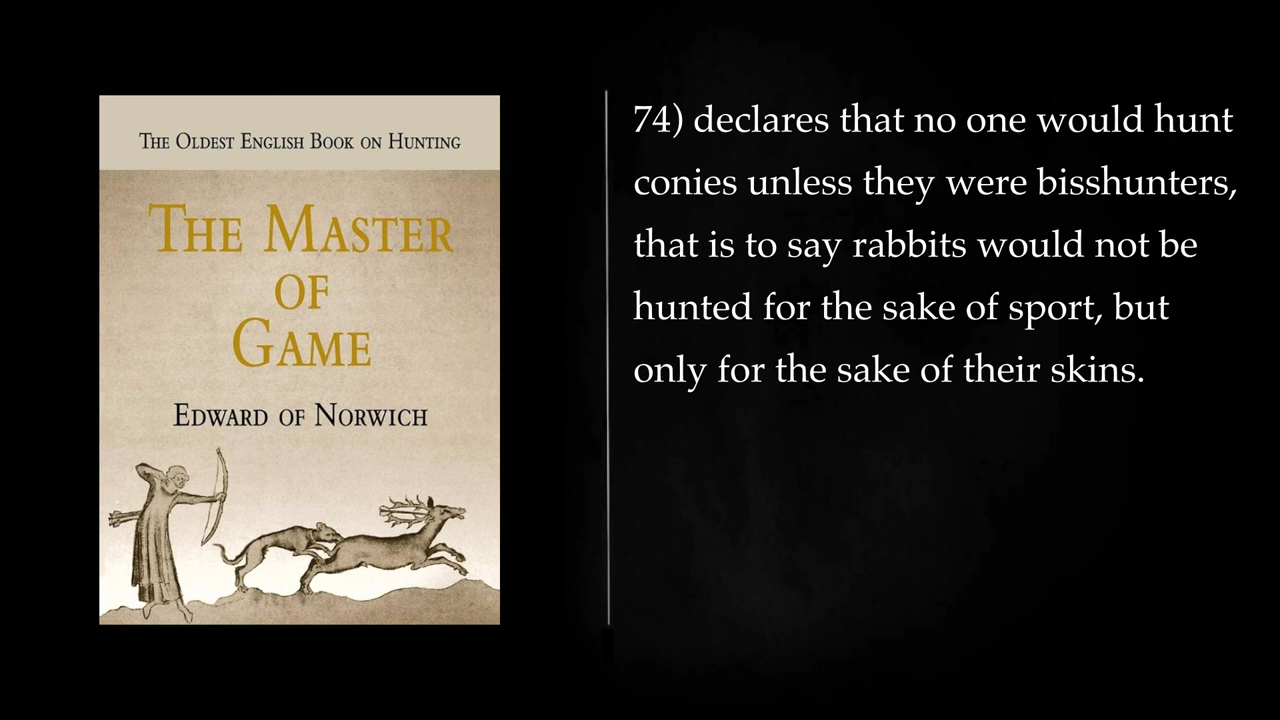 THE OLDEST ENGLISH BOOK ON HUNTING
THE MASTER
OF
GAME
EDWARD OF NORWICH
74) declares that no one would hunt
conies unless they were bisshunters,
that is to say rabbits would not be
hunted for the sake of sport, but
only for the sake of their skins.